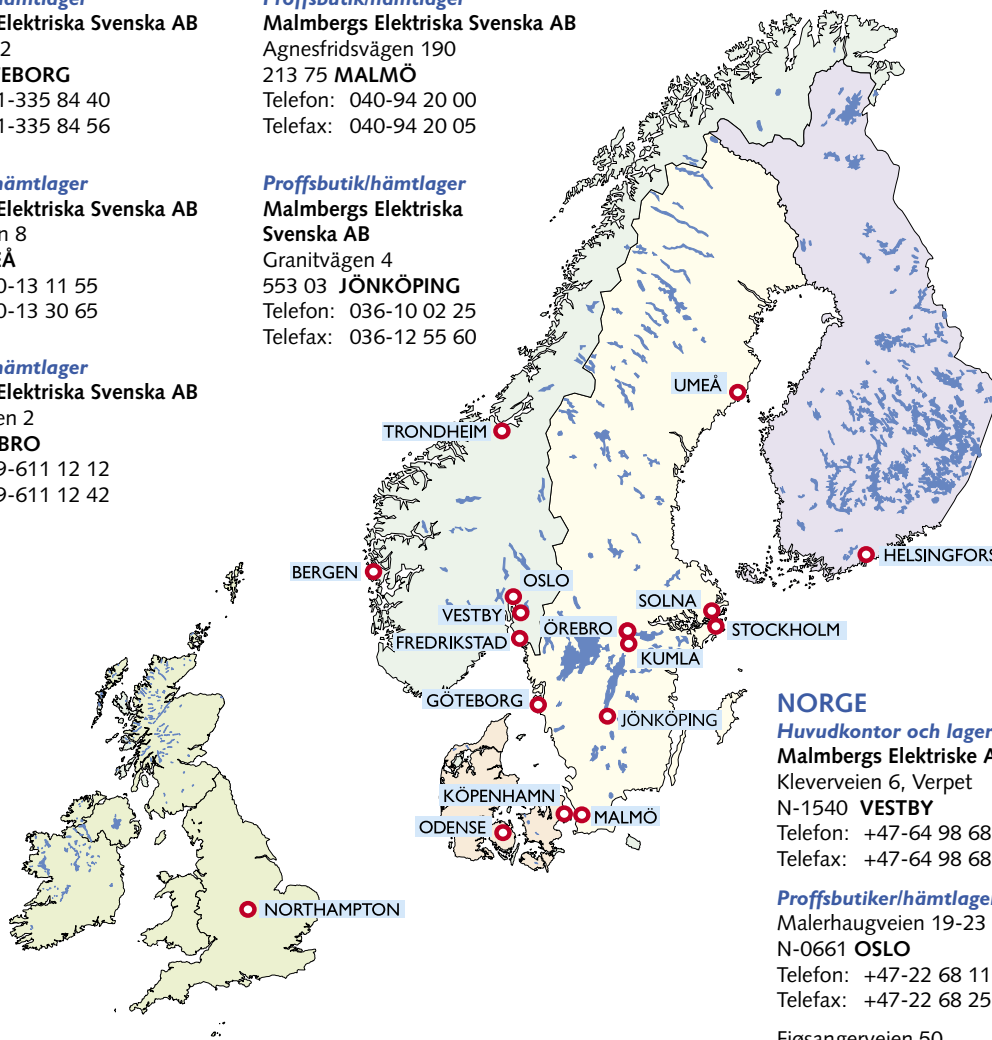 Elektriska Svenska AB
2
EBORG
1-335 84 40
1-335 84 56
hämtlager
Elektriska Svenska AB
n 8
Å
0-13 11 55
0-13 30 65
hämtlager
Elektriska Svenska AB
en 2
BRO
9-611 12 12
9-611 12 42
Proffsbutik/hämtlager
Malmbergs Elektriska Svenska AB
Agnesfridsvägen 190
213 75 MALMÖ
Telefon: 040-94 20 00
Telefax: 040-94 20 05
Proffsbutik/hämtlager
Malmbergs Elektriska
Svenska AB
Granitvägen 4
553 03 JÖNKÖPING
Telefon: 036-10 02 25
Telefax: 036-12 55 60
UMEÅ
TRONDHEIM
HELSINGFORS
BERGEN
OSLO
SOLNA
VESTBY
ÖREBRO
STOCKHOLM
FREDRIKSTAD
KUMLA
GÖTEBORG
JÖNKÖPING
KÖPENHAMN
MALMÖ
ODENSE
NORTHAMPTON
NORGE
Huvudkontor och lager
Malmbergs Elektriske A
Kleverveien 6, Verpet
N-1540 VESTBY
Telefon: +47-64 98 68
Telefax: +47-64 98 68
Proffsbutiker/hämtlager
Malerhaugveien 19-23
N-0661 OSLO
Telefon: +47-22 68 11
Telefax: +47-22 68 25
Fjøsangerveien 50